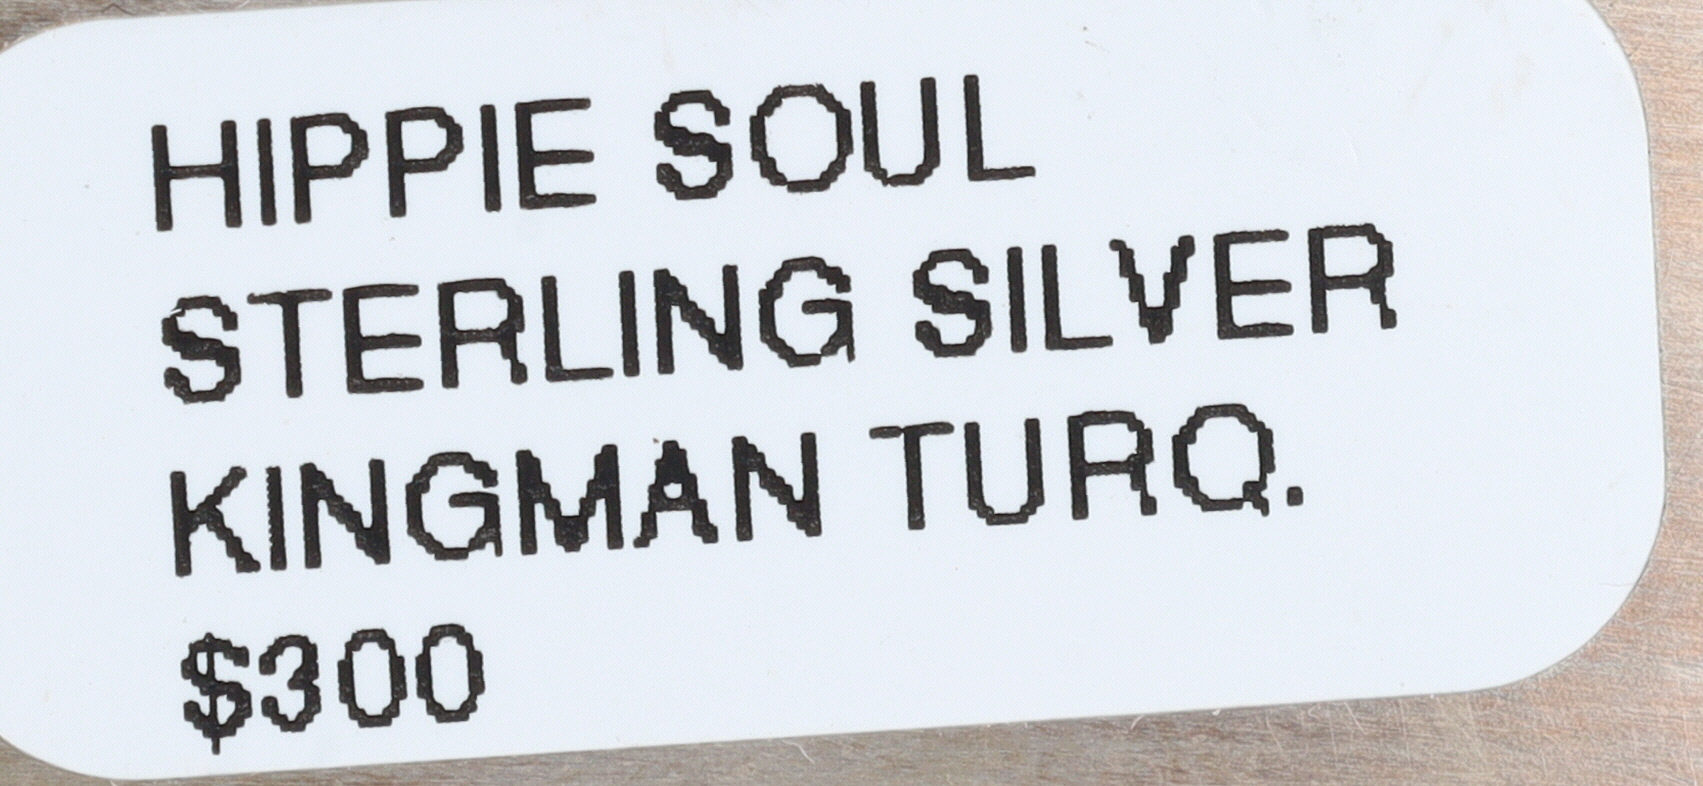 HIPPIE SOUL
STERLING SILVER
KINGMAN TURQ.
$300